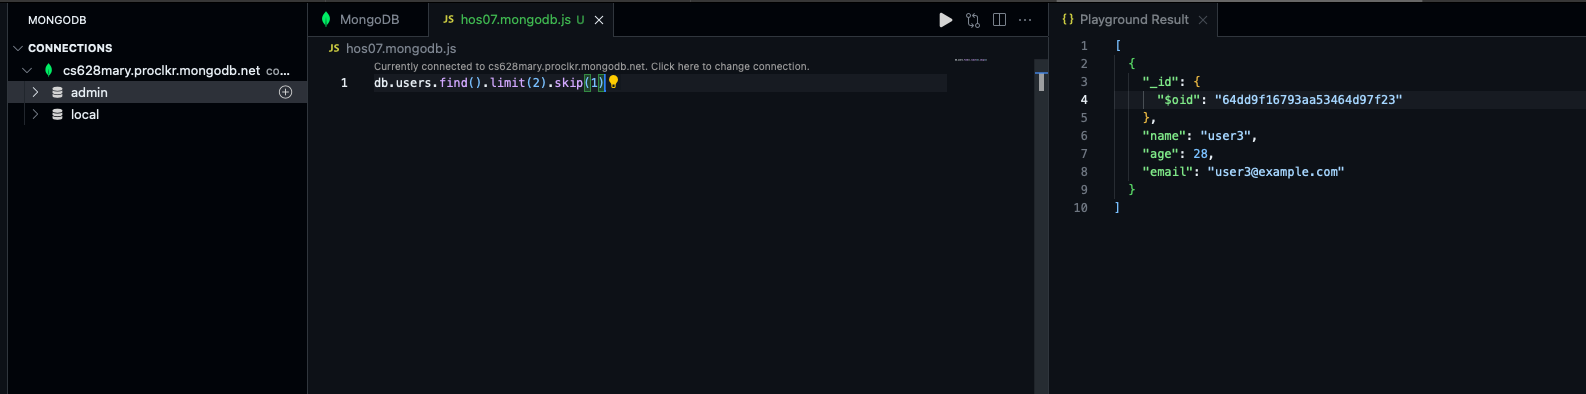 MONGODB
CONNECTIONS
cs628mary.proclkr.mongodb.net co...
admin
local
MongoDB
JS hos07.mongodb.js U
JS hos07.mongodb.js
Currently connected to cs628mary.proclkr.mongodb.net. Click here to change connection.
1 db.users.find().limit(2).skip(1)
{} Playground Result
1 [
2 {
3 "_id": {
4 "$oid": "64dd9f16793aa53464d97f23"
5 },
6 "name": "user3",
7 "age": 28,
8 "email": "user3@example.com"
9 }
10 ]